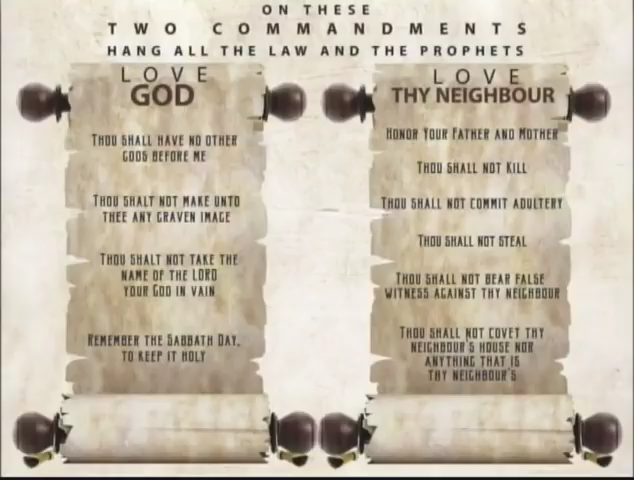 ON THESE
TWO COMMANDMENTS
HANG ALL THE LAW AND THE PROPHETS
LOVE
GOD
THOU SHALL HAVE NO OTHER
GODS BEFORE ME
THOU SHALT NOT MAKE UNTO
THEE ANY GRAVEN IMAGE
THOU SHALT NOT TAKE THE
NAME OF THE LORD
YOUR GOD IN VAIN
REMEMBER THE SABBATH DAY,
TO KEEP IT HOLY
LOVE
THY NEIGHBOUR
HONOR YOUR FATHER AND MOTHER
THOU SHALL NOT KILL
THOU SHALL NOT COMMIT ADULTERY
THOU SHALL NOT STEAL
THOU SHALL NOT BEAR FALSE
WITNESS AGAINST THY NEIGHBOUR
THOU SHALL NOT COVET THY
NEIGHBOUR'S HOUSE NOR
ANYTHING THAT IS
THY NEIGHBOUR'S